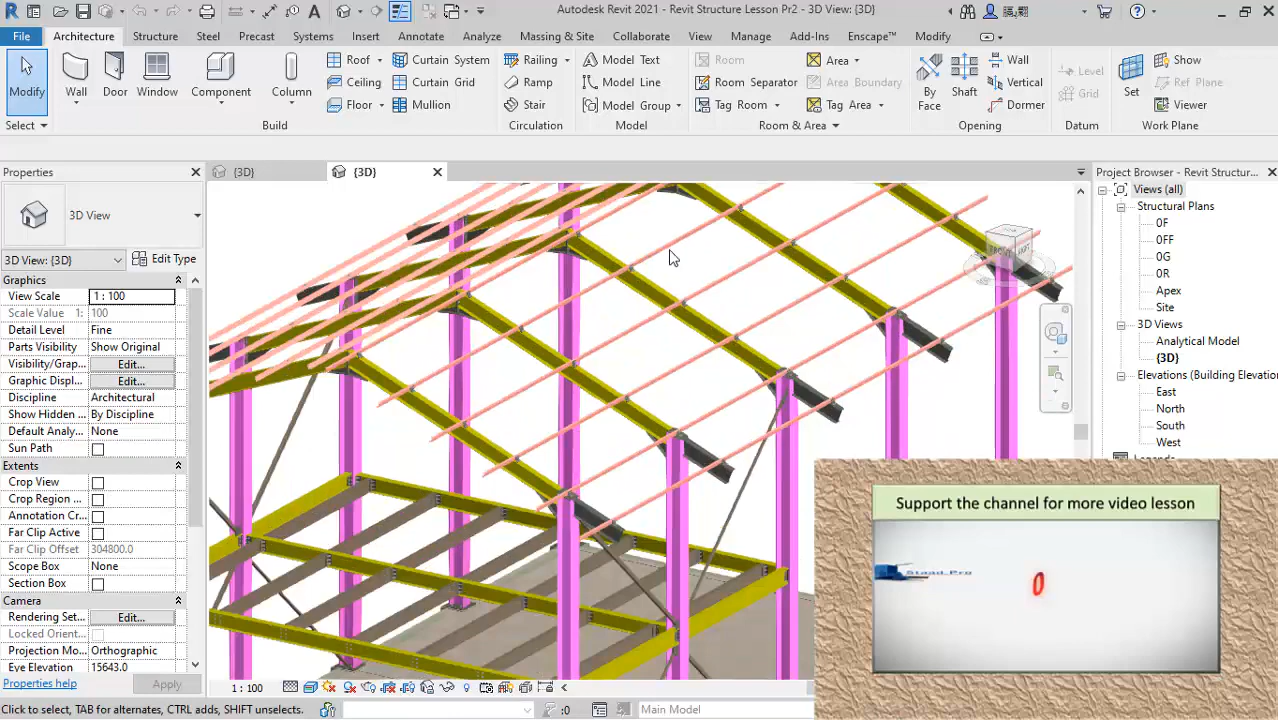 Autodesk Revit 2021 - Revit Structure Lesson Pr2 - 3D View: {3D}
File Architecture Structure Steel Precast Systems Insert Annotate Analyze Massing & Site Collaborate View Manage Add-Ins Enscape™ Modify
Modify
Select
Wall
Door
Window
Component
Column
Roof
Ceiling
Floor
Curtain System
Curtain Grid
Mullion
Build
Railing
Ramp
Stair
Circulation
Model Text
Model Line
Model Group
Model
Room
Room Separator
Tag Room
Area
Area Boundary
Tag Area
Room & Area
By Face
Shaft
Wall
Vertical
Dormer
Opening
Level
Grid
Datum
Set
Show
Ref Plane
Viewer
Work Plane
Properties
3D View
3D View: {3D}
Edit Type
Graphics
View Scale 1 : 100
Scale Value 1: 100
Detail Level Fine
Parts Visibility Show Original
Visibility/Grap... Edit...
Graphic Displ... Edit...
Discipline Architectural
Show Hidden ... By Discipline
Default Analy... None
Sun Path
Extents
Crop View
Crop Region ...
Annotation Cr...
Far Clip Active
Far Clip Offset 304800.0
Scope Box None
Section Box
Camera
Rendering Set... Edit...
Locked Orient...
Projection Mo... Orthographic
Eye Elevation 15643.0
Properties help
Apply
{3D}
{3D}
Project Browser - Revit Structur...
Views (all)
Structural Plans
0F
0FF
0G
0R
Apex
Site
3D Views
Analytical Model
{3D}
Elevations (Building Elevation
East
North
South
West
Support the channel for more video lesson
Staad_Pro
0
1 : 100
Click to select, TAB for alternates, CTRL adds, SHIFT unselects.
:0
Main Model